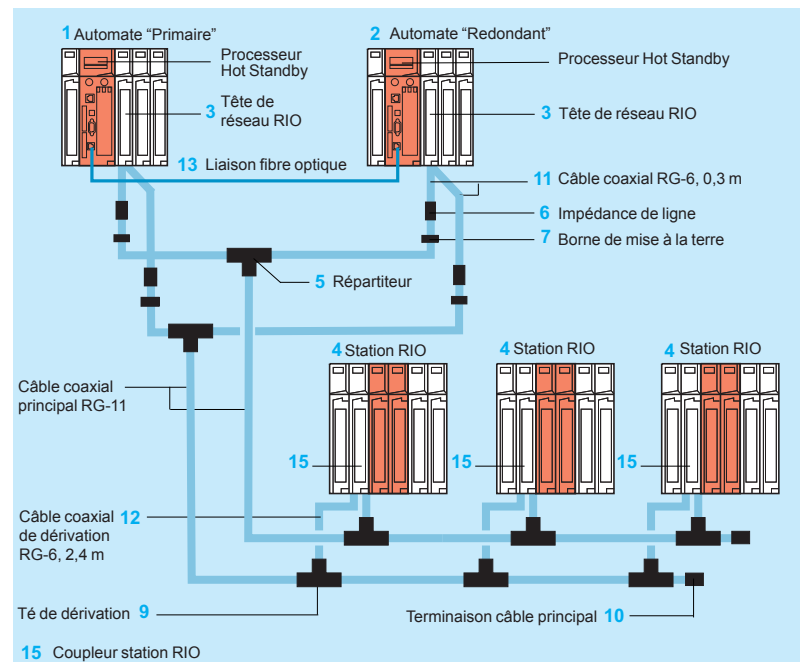 1 Automate “Primaire”
2 Automate “Redondant”
Processeur
Hot Standby
Processeur Hot Standby
3 Tête de
réseau RIO
3 Tête de réseau RIO
13 Liaison fibre optique
11 Câble coaxial RG-6, 0,3 m
6 Impédance de ligne
7 Borne de mise à la terre
5 Répartiteur
4 Station RIO
4 Station RIO
4 Station RIO
Câble coaxial
principal RG-11
15
15
15
Câble coaxial 12
de dérivation
RG-6, 2,4 m
Té de dérivation 9
Terminaison câble principal 10
15 Coupleur station RIO